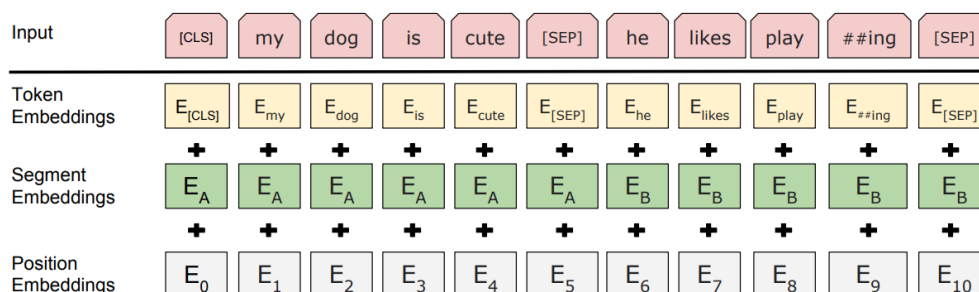 Input [CLS] my dog is cute [SEP] he likes play ##ing [SEP]
Token Embeddings E[CLS] Emy Edog Eis Ecute E[SEP] Ehe Elikes Eplay E##ing E[SEP]
+ + + + + + + + + + +
Segment Embeddings EA EA EA EA EA EA EB EB EB EB EB
+ + + + + + + + + + +
Position Embeddings E0 E1 E2 E3 E4 E5 E6 E7 E8 E9 E10